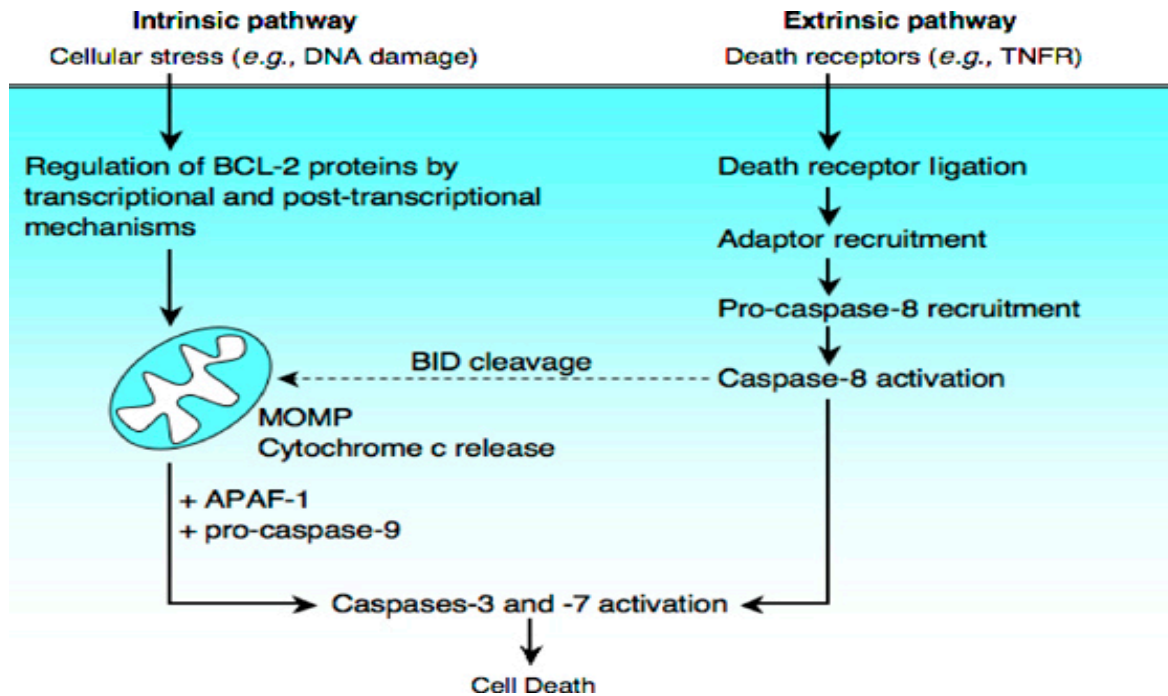 Intrinsic pathway
Cellular stress (e.g., DNA damage)
Regulation of BCL-2 proteins by
transcriptional and post-transcriptional
mechanisms
MOMP
Cytochrome c release
+ APAF-1
+ pro-caspase-9
Extrinsic pathway
Death receptors (e.g., TNFR)
Death receptor ligation
Adaptor recruitment
Pro-caspase-8 recruitment
Caspase-8 activation
BID cleavage
Caspases-3 and -7 activation
Cell Death